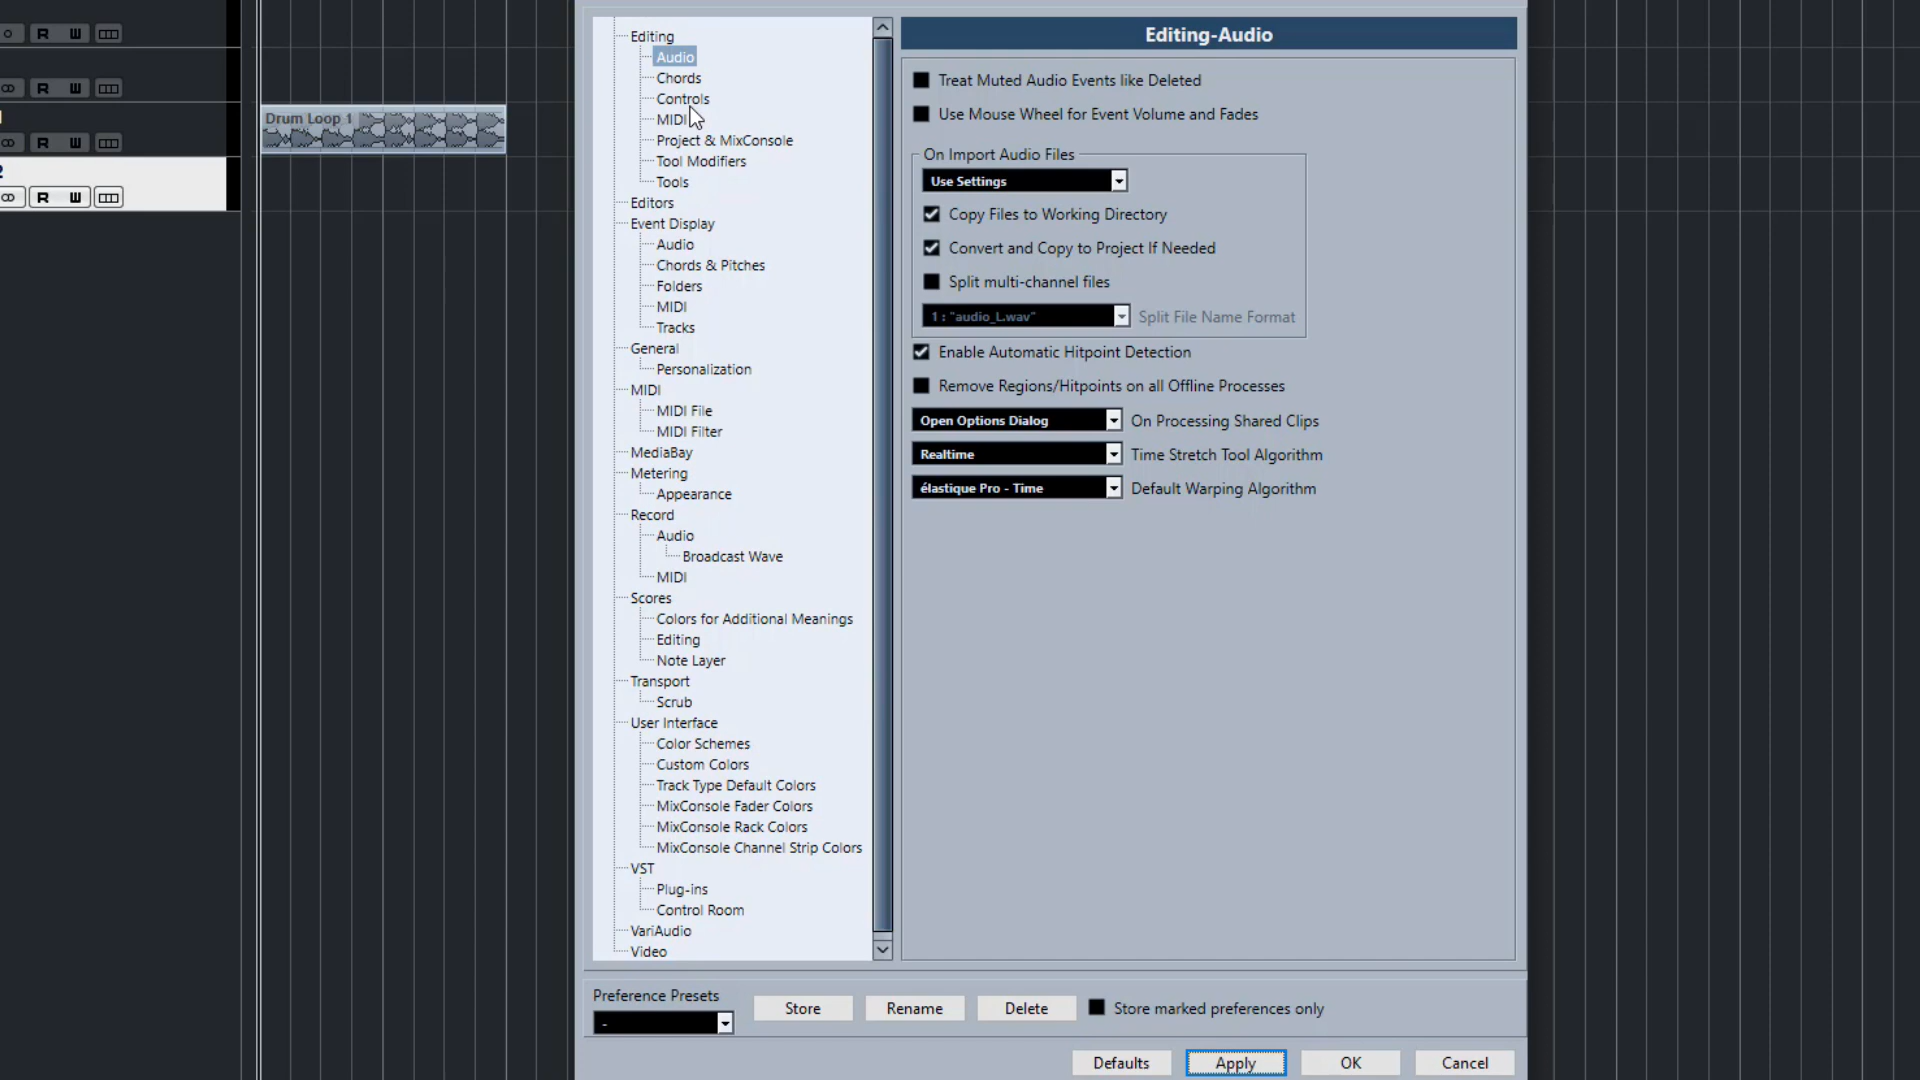 R
R
R
R
Drum Loop 1
Editing
Audio
Chords
Controls
MIDI
Project & MixConsole
Tool Modifiers
Tools
Editors
Event Display
Audio
Chords & Pitches
Folders
MIDI
Tracks
General
Personalization
MIDI
MIDI File
MIDI Filter
MediaBay
Metering
Appearance
Record
Audio
Broadcast Wave
MIDI
Scores
Colors for Additional Meanings
Editing
Note Layer
Transport
Scrub
User Interface
Color Schemes
Custom Colors
Track Type Default Colors
MixConsole Fader Colors
MixConsole Rack Colors
MixConsole Channel Strip Colors
VST
Plug-ins
Control Room
VariAudio
Video
Editing-Audio
Treat Muted Audio Events like Deleted
Use Mouse Wheel for Event Volume and Fades
On Import Audio Files
Use Settings
Copy Files to Working Directory
Convert and Copy to Project If Needed
Split multi-channel files
1 : "audio_L.wav" Split File Name Format
Enable Automatic Hitpoint Detection
Remove Regions/Hitpoints on all Offline Processes
Open Options Dialog On Processing Shared Clips
Realtime Time Stretch Tool Algorithm
élastique Pro - Time Default Warping Algorithm
Preference Presets
-
Store Rename Delete Store marked preferences only
Defaults Apply OK Cancel